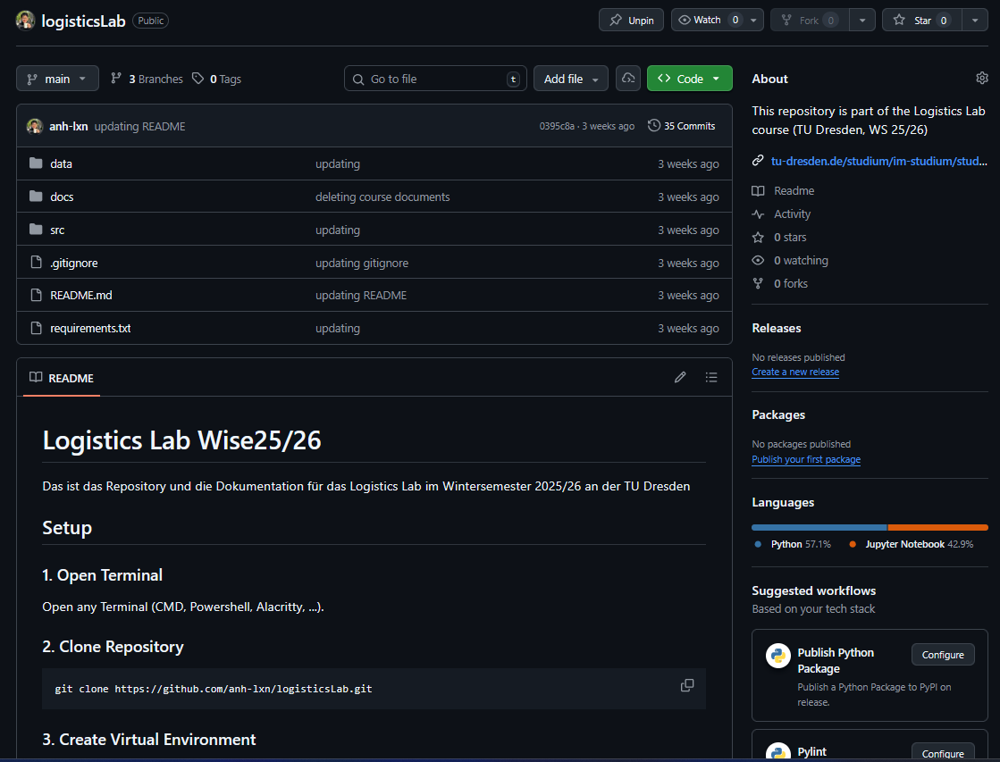 logisticsLab Public
Unpin
Watch 0
Fork 0
Star 0
main
3 Branches
0 Tags
Go to file
t
Add file
Code
anh-lxn updating README
0395c8a · 3 weeks ago
35 Commits
data updating 3 weeks ago
docs deleting course documents 3 weeks ago
src updating 3 weeks ago
.gitignore updating gitignore 3 weeks ago
README.md updating README 3 weeks ago
requirements.txt updating 3 weeks ago
README
Logistics Lab Wise25/26
Das ist das Repository und die Dokumentation für das Logistics Lab im Wintersemester 2025/26 an der TU Dresden
Setup
1. Open Terminal
Open any Terminal (CMD, Powershell, Alacritty, ...).
2. Clone Repository
git clone https://github.com/anh-lxn/logisticsLab.git
3. Create Virtual Environment
About
This repository is part of the Logistics Lab
course (TU Dresden, WS 25/26)
tu-dresden.de/studium/im-studium/stud...
Readme
Activity
0 stars
0 watching
0 forks
Releases
No releases published
Create a new release
Packages
No packages published
Publish your first package
Languages
Python 57.1%
Jupyter Notebook 42.9%
Suggested workflows
Based on your tech stack
Publish Python
Package
Configure
Publish a Python Package to PyPI on
release.
Pylint
Configure